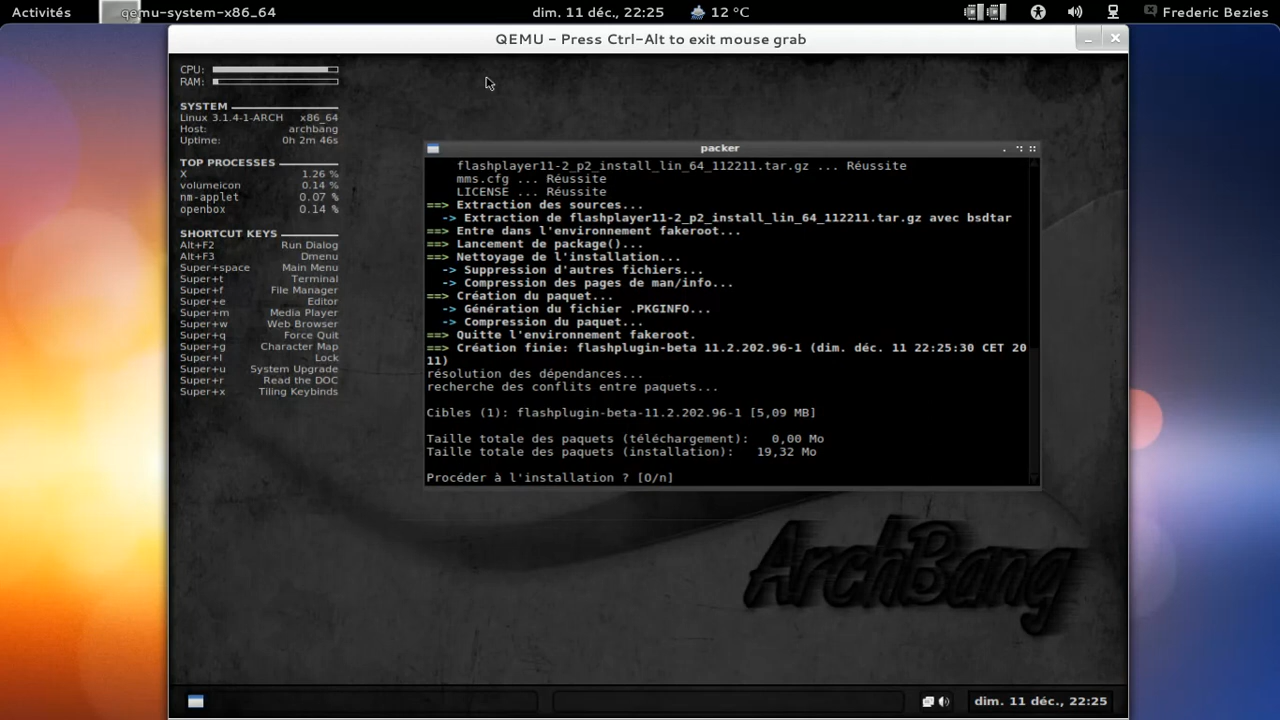 Activités qemu-system-x86_64 dim. 11 déc., 22:25 12 °C Frederic Bezies
QEMU - Press Ctrl-Alt to exit mouse grab
CPU:
RAM:
SYSTEM
Linux 3.1.4-1-ARCH x86_64
Host: archbang
Uptime: 0h 2m 46s
TOP PROCESSES
X 1.26 %
volumeicon 0.14 %
nm-applet 0.07 %
openbox 0.14 %
SHORTCUT KEYS
Alt+F2 Run Dialog
Alt+F3 Dmenu
Super+space Main Menu
Super+t Terminal
Super+f File Manager
Super+e Editor
Super+m Media Player
Super+w Web Browser
Super+q Force Quit
Super+g Character Map
Super+l Lock
Super+u System Upgrade
Super+r Read the DOC
Super+x Tiling Keybinds
packer
flashplayer11-2_p2_install_lin_64_112211.tar.gz ... Réussite
mms.cfg ... Réussite
LICENSE ... Réussite
==> Extraction des sources...
-> Extraction de flashplayer11-2_p2_install_lin_64_112211.tar.gz avec bsdtar
==> Entre dans l'environnement fakeroot...
==> Lancement de package()...
==> Nettoyage de l'installation...
-> Suppression d'autres fichiers...
-> Compression des pages de man/info...
==> Création du paquet...
-> Génération du fichier .PKGINFO...
-> Compression du paquet...
==> Quitte l'environnement fakeroot.
==> Création finie: flashplugin-beta 11.2.202.96-1 (dim. déc. 11 22:25:30 CET 20
11)
résolution des dépendances...
recherche des conflits entre paquets...
Cibles (1): flashplugin-beta-11.2.202.96-1 [5,09 MB]
Taille totale des paquets (téléchargement): 0,00 Mo
Taille totale des paquets (installation): 19,32 Mo
Procéder à l'installation ? [O/n]
ArchBang
dim. 11 déc., 22:25